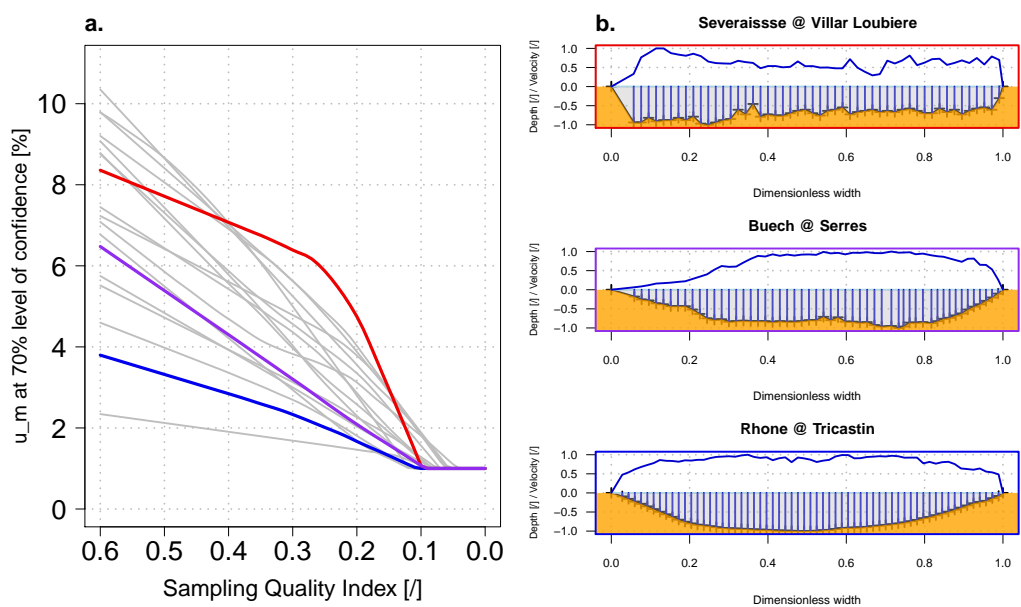 a.
10
8
6
4
2
0
u_m at 70% level of confidence [%]
0.6 0.5 0.4 0.3 0.2 0.1 0.0
Sampling Quality Index [/]
b.
Severaissse @ Villar Loubiere
1.0
0.5
0.0
−0.5
−1.0
Depth [/] / Velocity [/]
0.0 0.2 0.4 0.6 0.8 1.0
Dimensionless width
Buech @ Serres
1.0
0.5
0.0
−0.5
−1.0
Depth [/] / Velocity [/]
0.0 0.2 0.4 0.6 0.8 1.0
Dimensionless width
Rhone @ Tricastin
1.0
0.5
0.0
−0.5
−1.0
Depth [/] / Velocity [/]
0.0 0.2 0.4 0.6 0.8 1.0
Dimensionless width